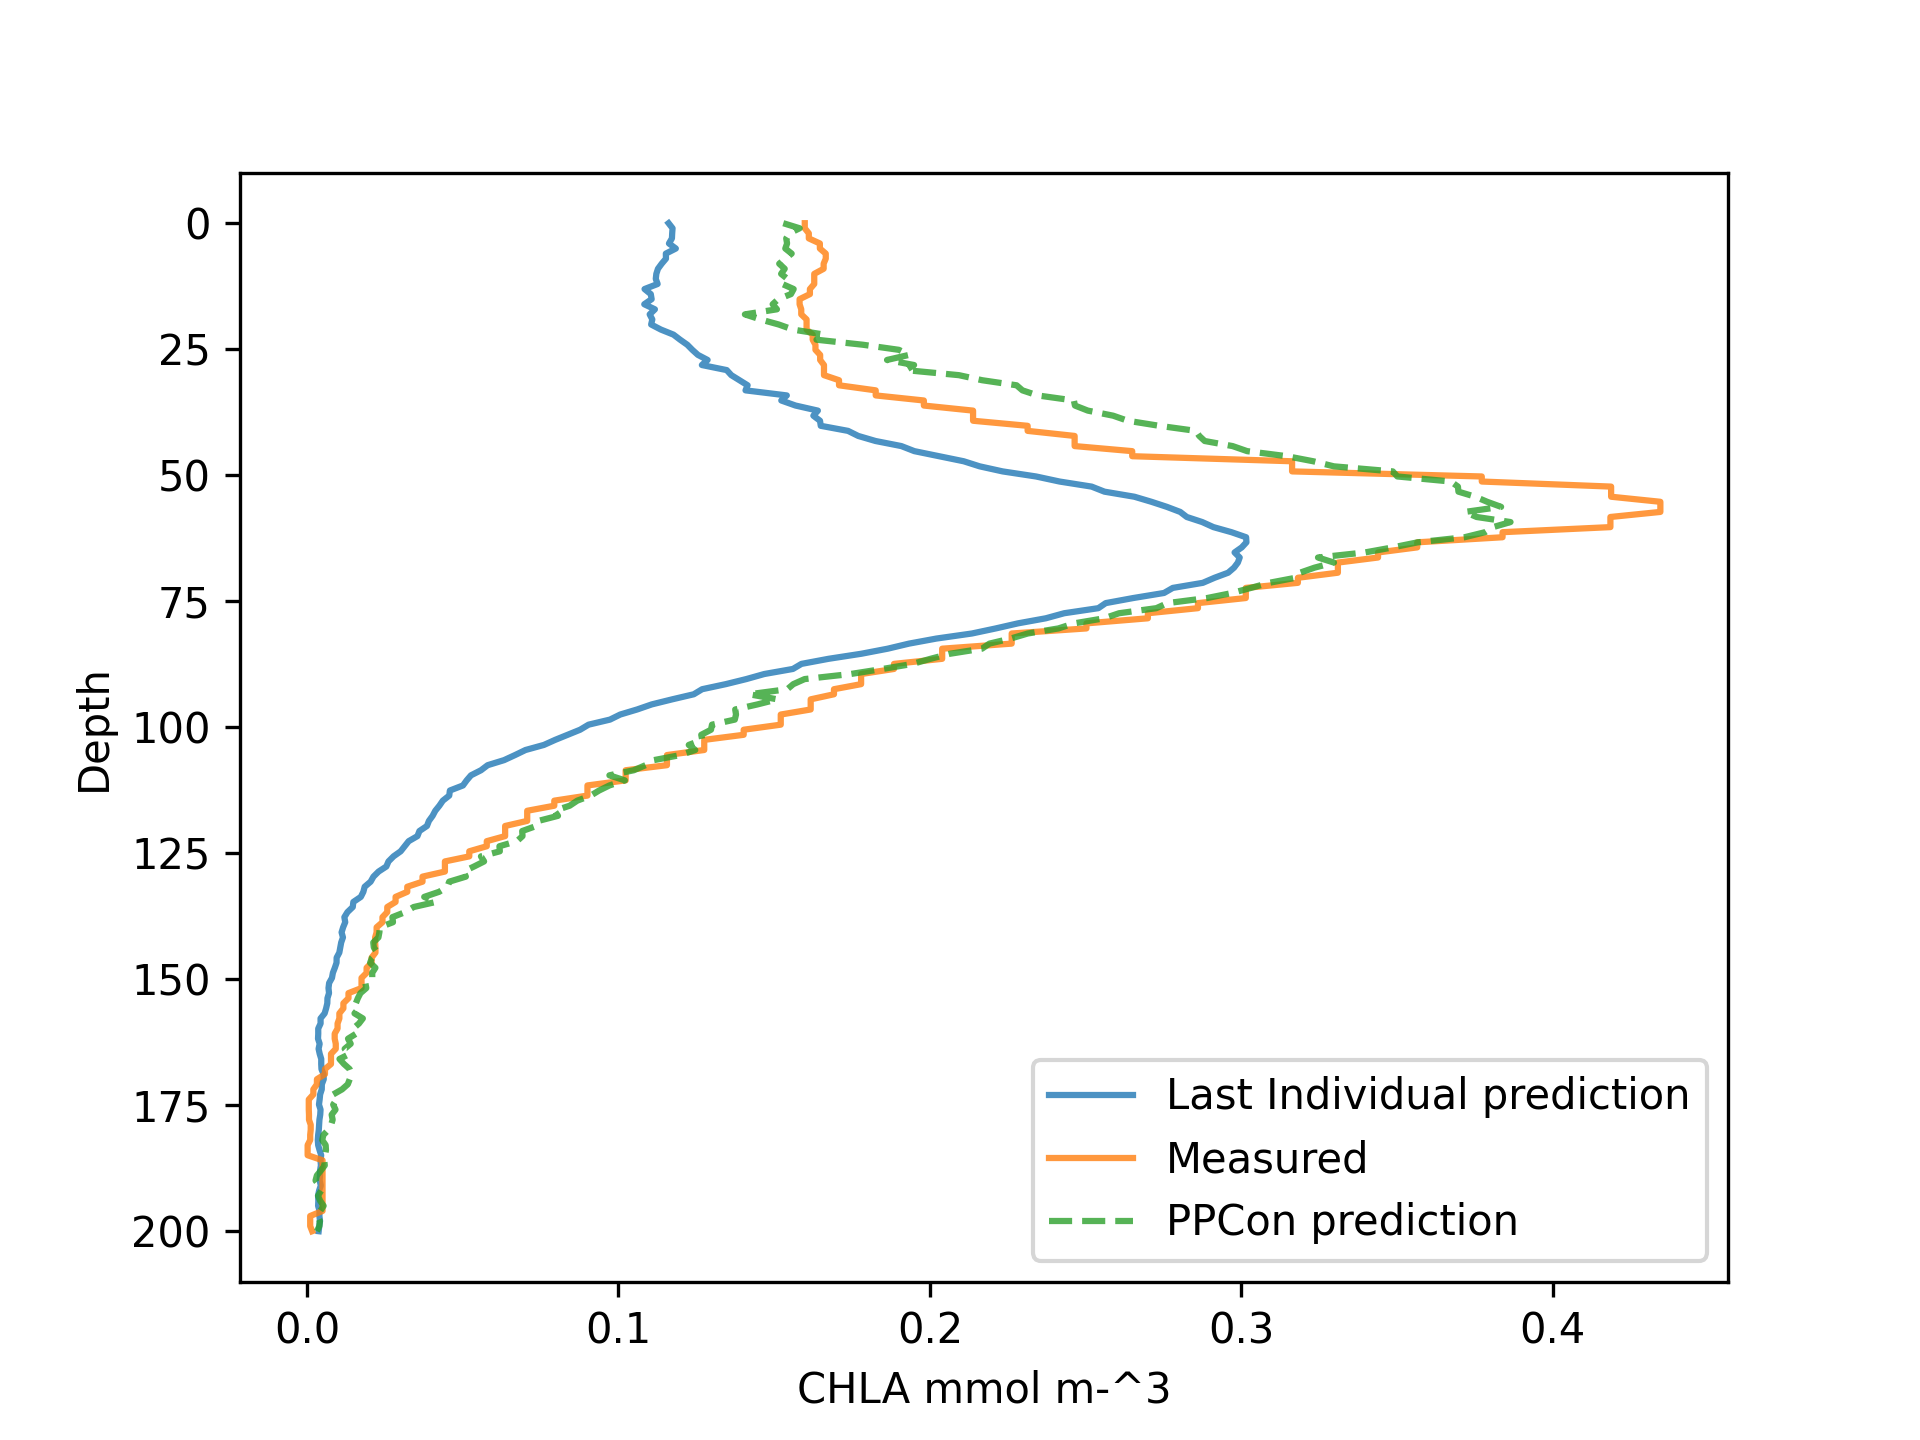 0
25
50
75
100
125
150
175
200
Depth
0.0 0.1 0.2 0.3 0.4
CHLA mmol m-^3
Last Individual prediction
Measured
PPCon prediction